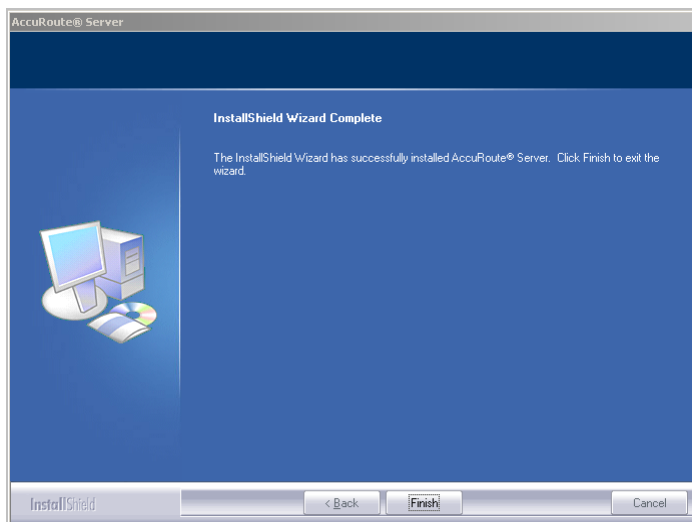 AccuRoute® Server
InstallShield Wizard Complete
The InstallShield Wizard has successfully installed AccuRoute® Server. Click Finish to exit the
wizard.
InstallShield
< Back
Finish
Cancel